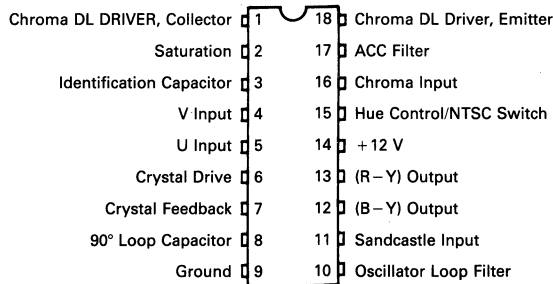 Chroma DL DRIVER, Collector 1 18 Chroma DL Driver, Emitter
Saturation 2 17 ACC Filter
Identification Capacitor 3 16 Chroma Input
V Input 4 15 Hue Control/NTSC Switch
U Input 5 14 +12 V
Crystal Drive 6 13 (R−Y) Output
Crystal Feedback 7 12 (B−Y) Output
90° Loop Capacitor 8 11 Sandcastle Input
Ground 9 10 Oscillator Loop Filter